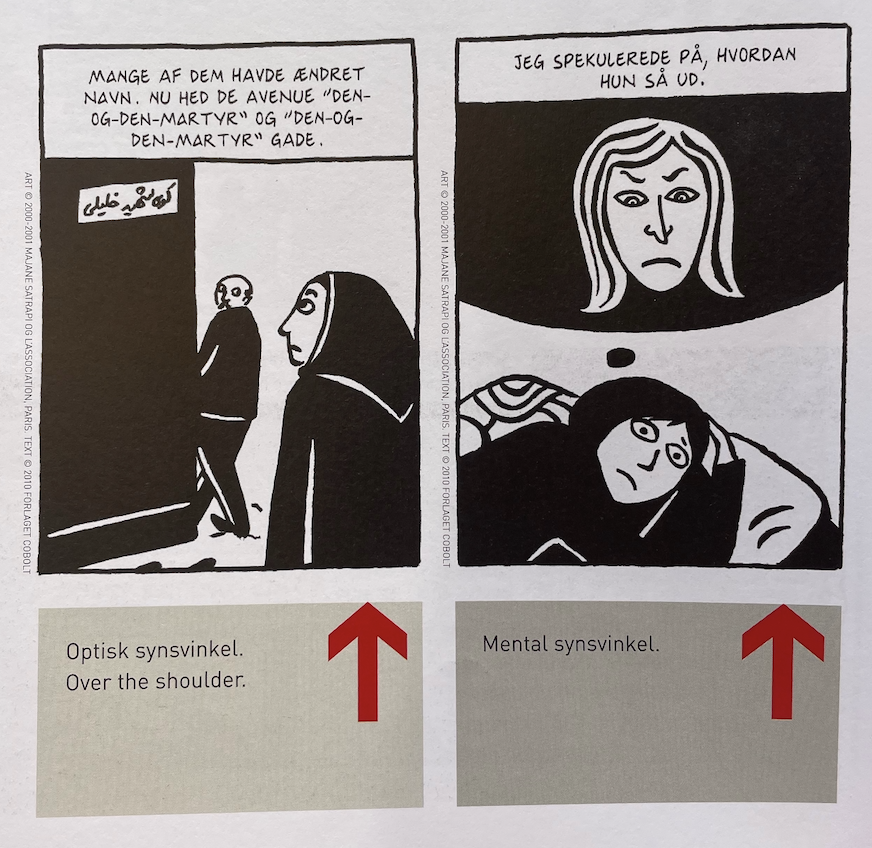 MANGE AF DEM HAVDE ÆNDRET
NAVN. NU HED DE AVENUE "DEN-
OG-DEN-MARTYR" OG "DEN-OG-
DEN-MARTYR" GADE.
کوچه شهید خلیلی
ART © 2000-2001 MAJANE SATRAPI OG LASSOCIATION, PARIS. TEXT © 2010 FORLAGET COBOLT
JEG SPEKULEREDE PÅ, HVORDAN
HUN SÅ UD.
ART © 2000-2001 MAJANE SATRAPI OG LASSOCIATION, PARIS. TEXT © 2010 FORLAGET COBOLT
Optisk synsvinkel.
Over the shoulder.
Mental synsvinkel.